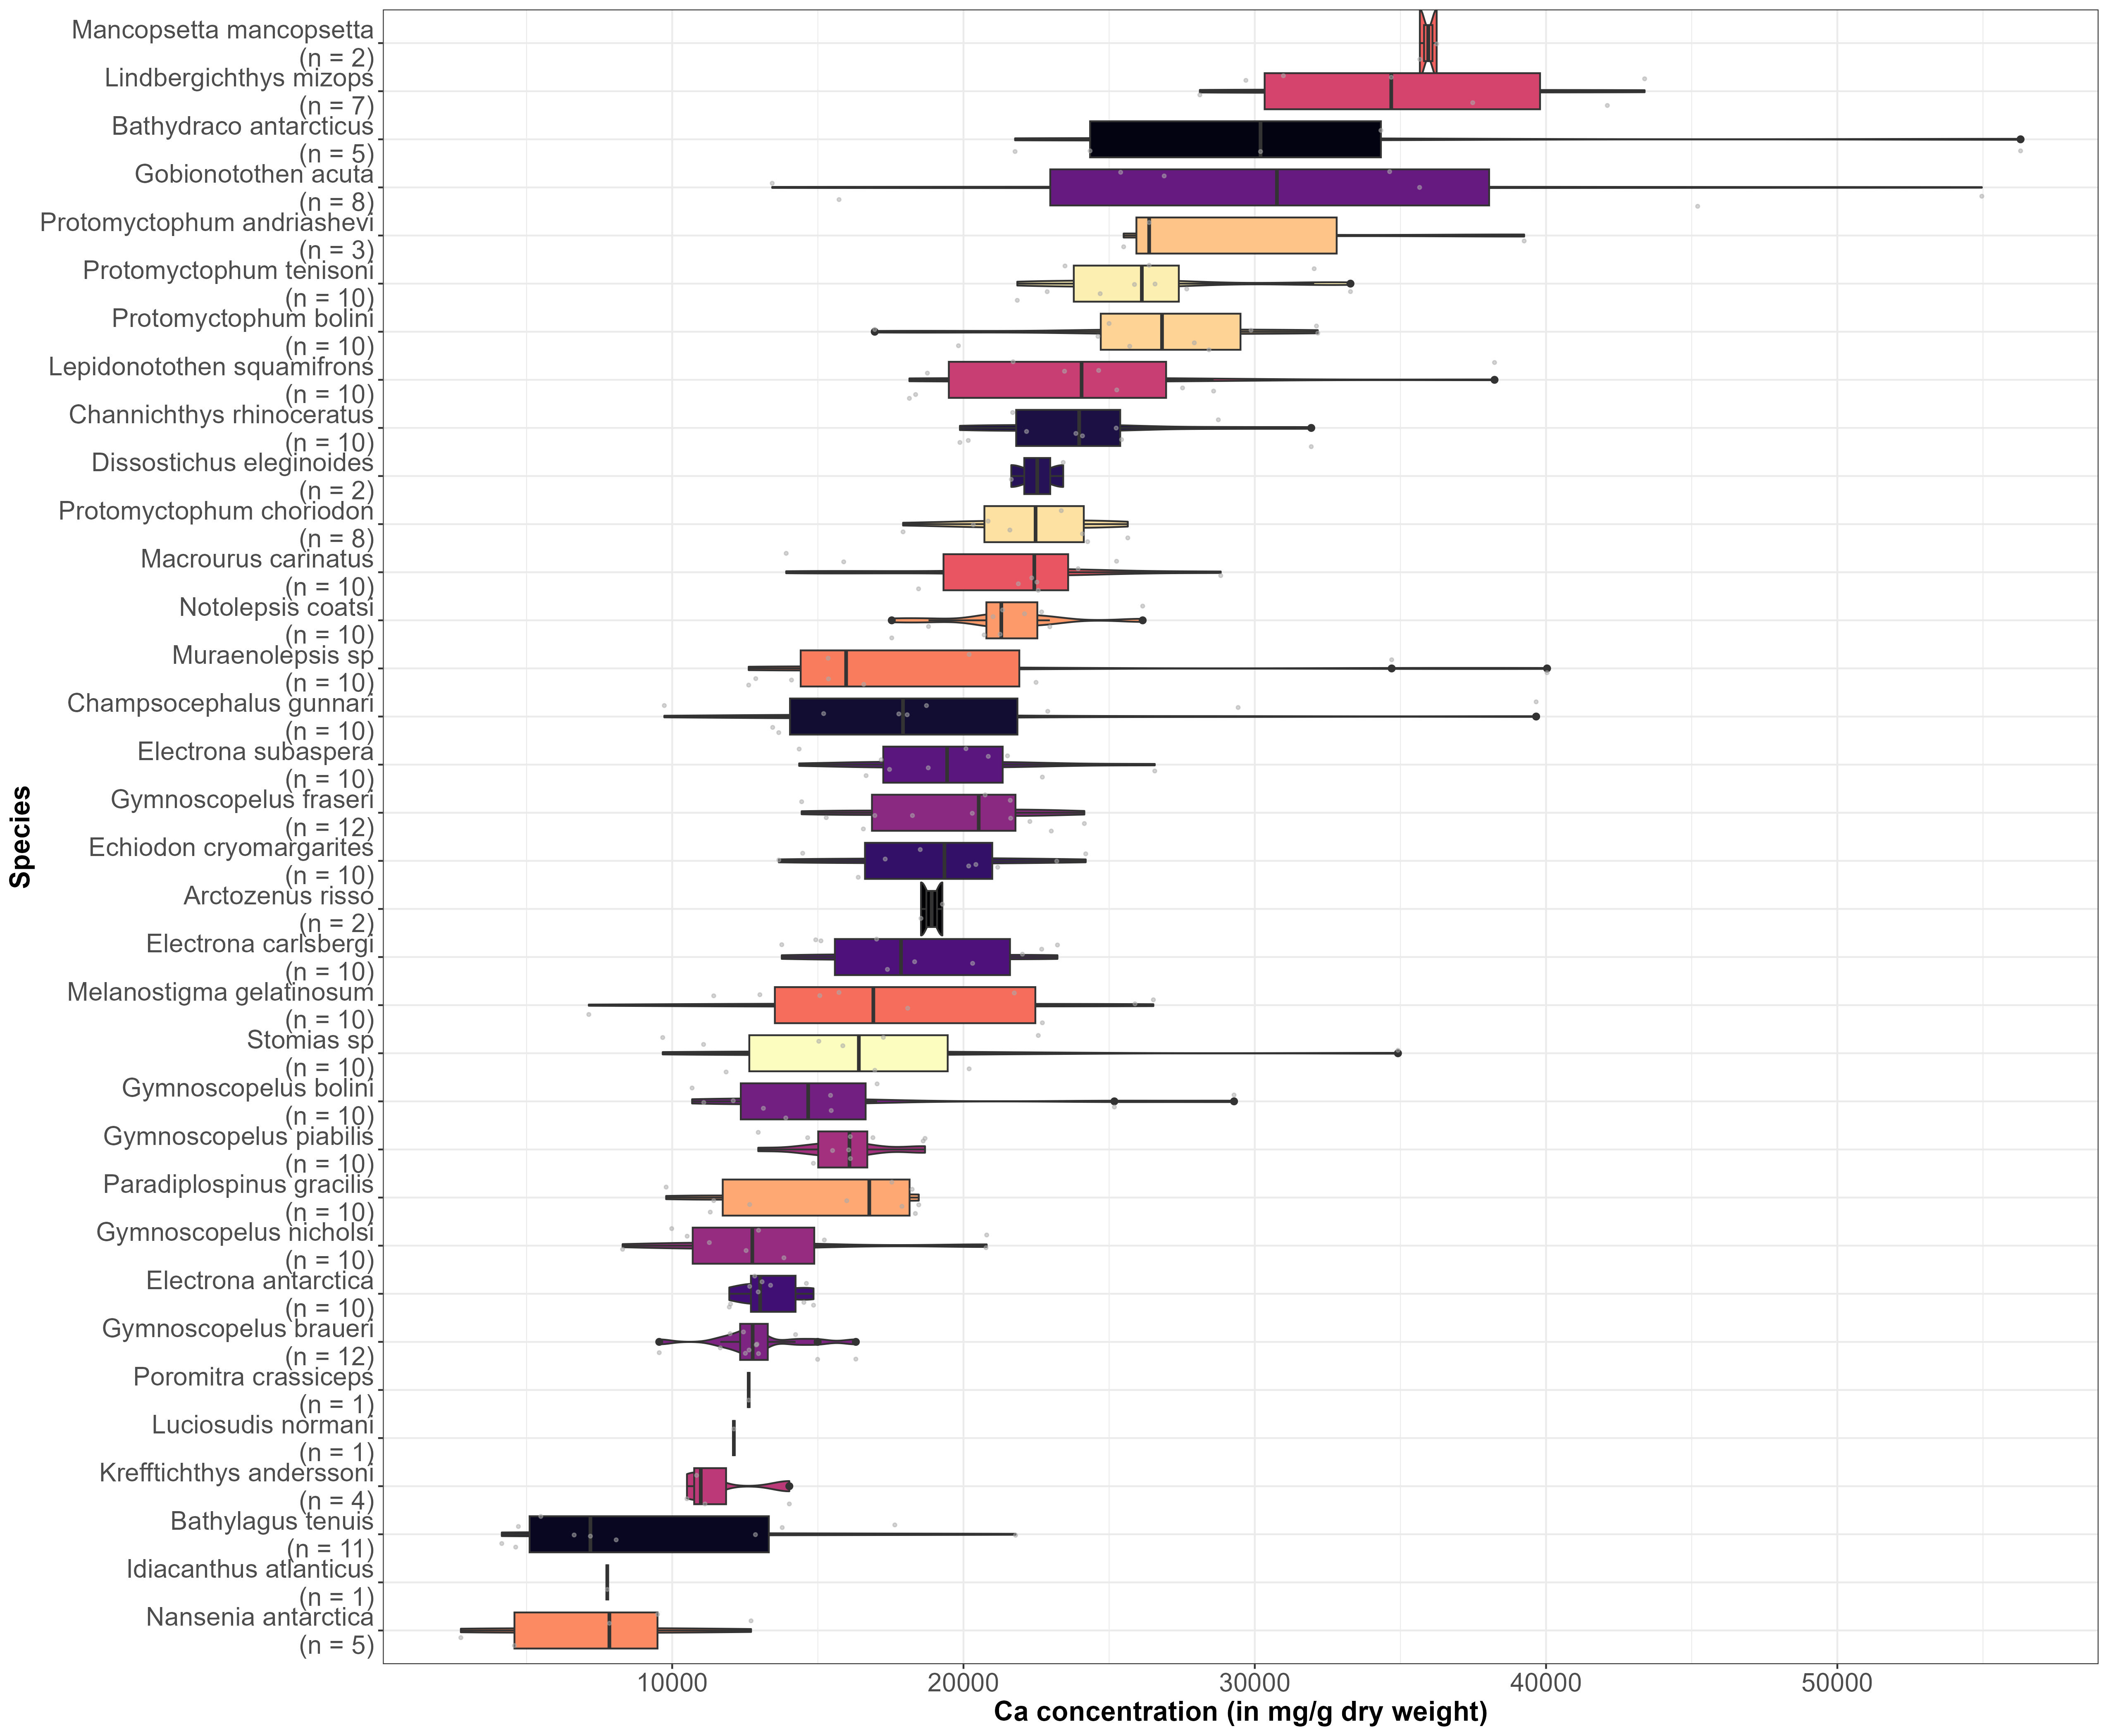 Mancopsetta mancopsetta
(n = 2)
Lindbergichthys mizops
(n = 7)
Bathydraco antarcticus
(n = 5)
Gobionotothen acuta
(n = 8)
Protomyctophum andriashevi
(n = 3)
Protomyctophum tenisoni
(n = 10)
Protomyctophum bolini
(n = 10)
Lepidonotothen squamifrons
(n = 10)
Channichthys rhinoceratus
(n = 10)
Dissostichus eleginoides
(n = 2)
Protomyctophum choriodon
(n = 8)
Macrourus carinatus
(n = 10)
Notolepsis coatsi
(n = 10)
Muraenolepsis sp
(n = 10)
Champsocephalus gunnari
(n = 10)
Electrona subaspera
(n = 10)
Gymnoscopelus fraseri
(n = 12)
Echiodon cryomargarites
(n = 10)
Arctozenus risso
(n = 2)
Electrona carlsbergi
(n = 10)
Melanostigma gelatinosum
(n = 10)
Stomias sp
(n = 10)
Gymnoscopelus bolini
(n = 10)
Gymnoscopelus piabilis
(n = 10)
Paradiplospinus gracilis
(n = 10)
Gymnoscopelus nicholsi
(n = 10)
Electrona antarctica
(n = 10)
Gymnoscopelus braueri
(n = 12)
Poromitra crassiceps
(n = 1)
Luciosudis normani
(n = 1)
Krefftichthys anderssoni
(n = 4)
Bathylagus tenuis
(n = 11)
Idiacanthus atlanticus
(n = 1)
Nansenia antarctica
(n = 5)
Species
10000 20000 30000 40000 50000
Ca concentration (in mg/g dry weight)